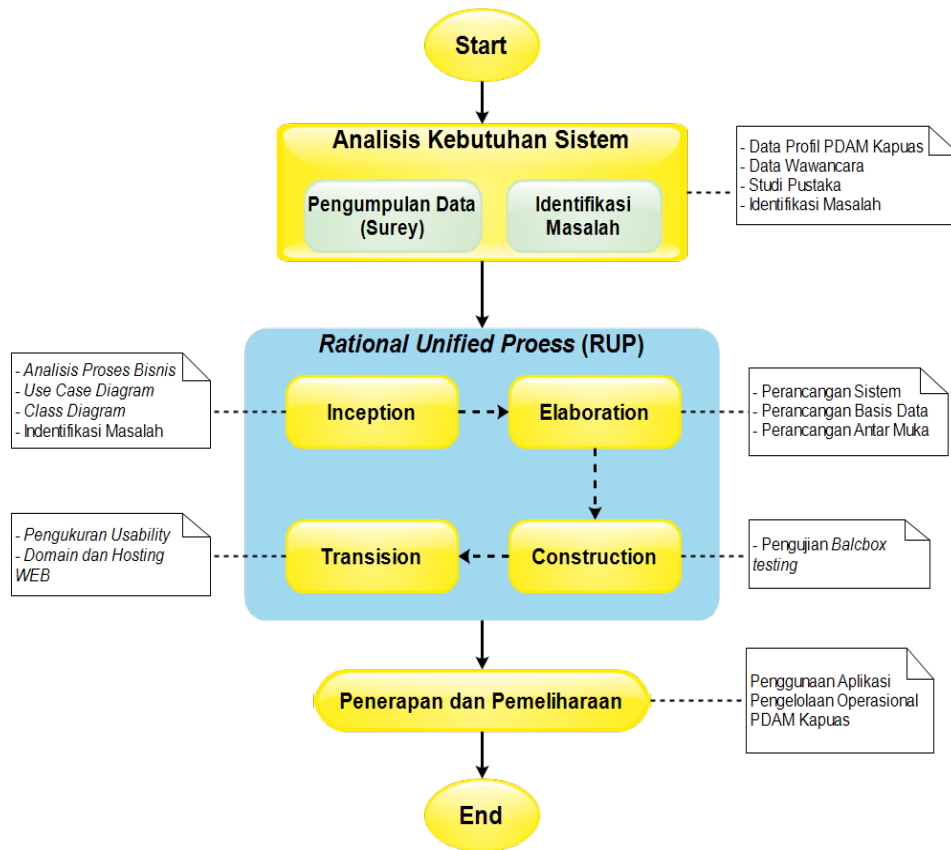 Start
Analisis Kebutuhan Sistem
Pengumpulan Data
(Surey)
Identifikasi
Masalah
- Data Profil PDAM Kapuas
- Data Wawancara
- Studi Pustaka
- Identifikasi Masalah
Rational Unified Proess (RUP)
- Analisis Proses Bisnis
- Use Case Diagram
- Class Diagram
- Indentifikasi Masalah
Inception
Elaboration
- Perancangan Sistem
- Perancangan Basis Data
- Perancangan Antar Muka
- Pengukuran Usability
- Domain dan Hosting
WEB
Transision
Construction
- Pengujian Balcbox
testing
Penerapan dan Pemeliharaan
Penggunaan Aplikasi
Pengelolaan Operasional
PDAM Kapuas
End